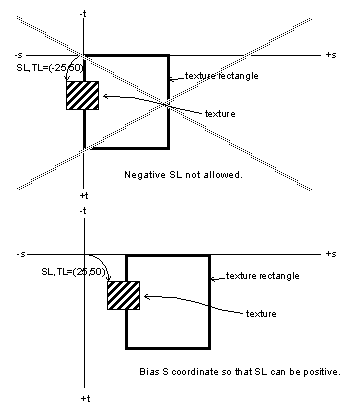 -t
-s
+s
SL,TL=(-25,50)
texture rectangle
texture
Negative SL not allowed.
+t
-t
-s
+s
SL,TL=(25,50)
texture rectangle
texture
Bias S coordinate so that SL can be positive.
+t